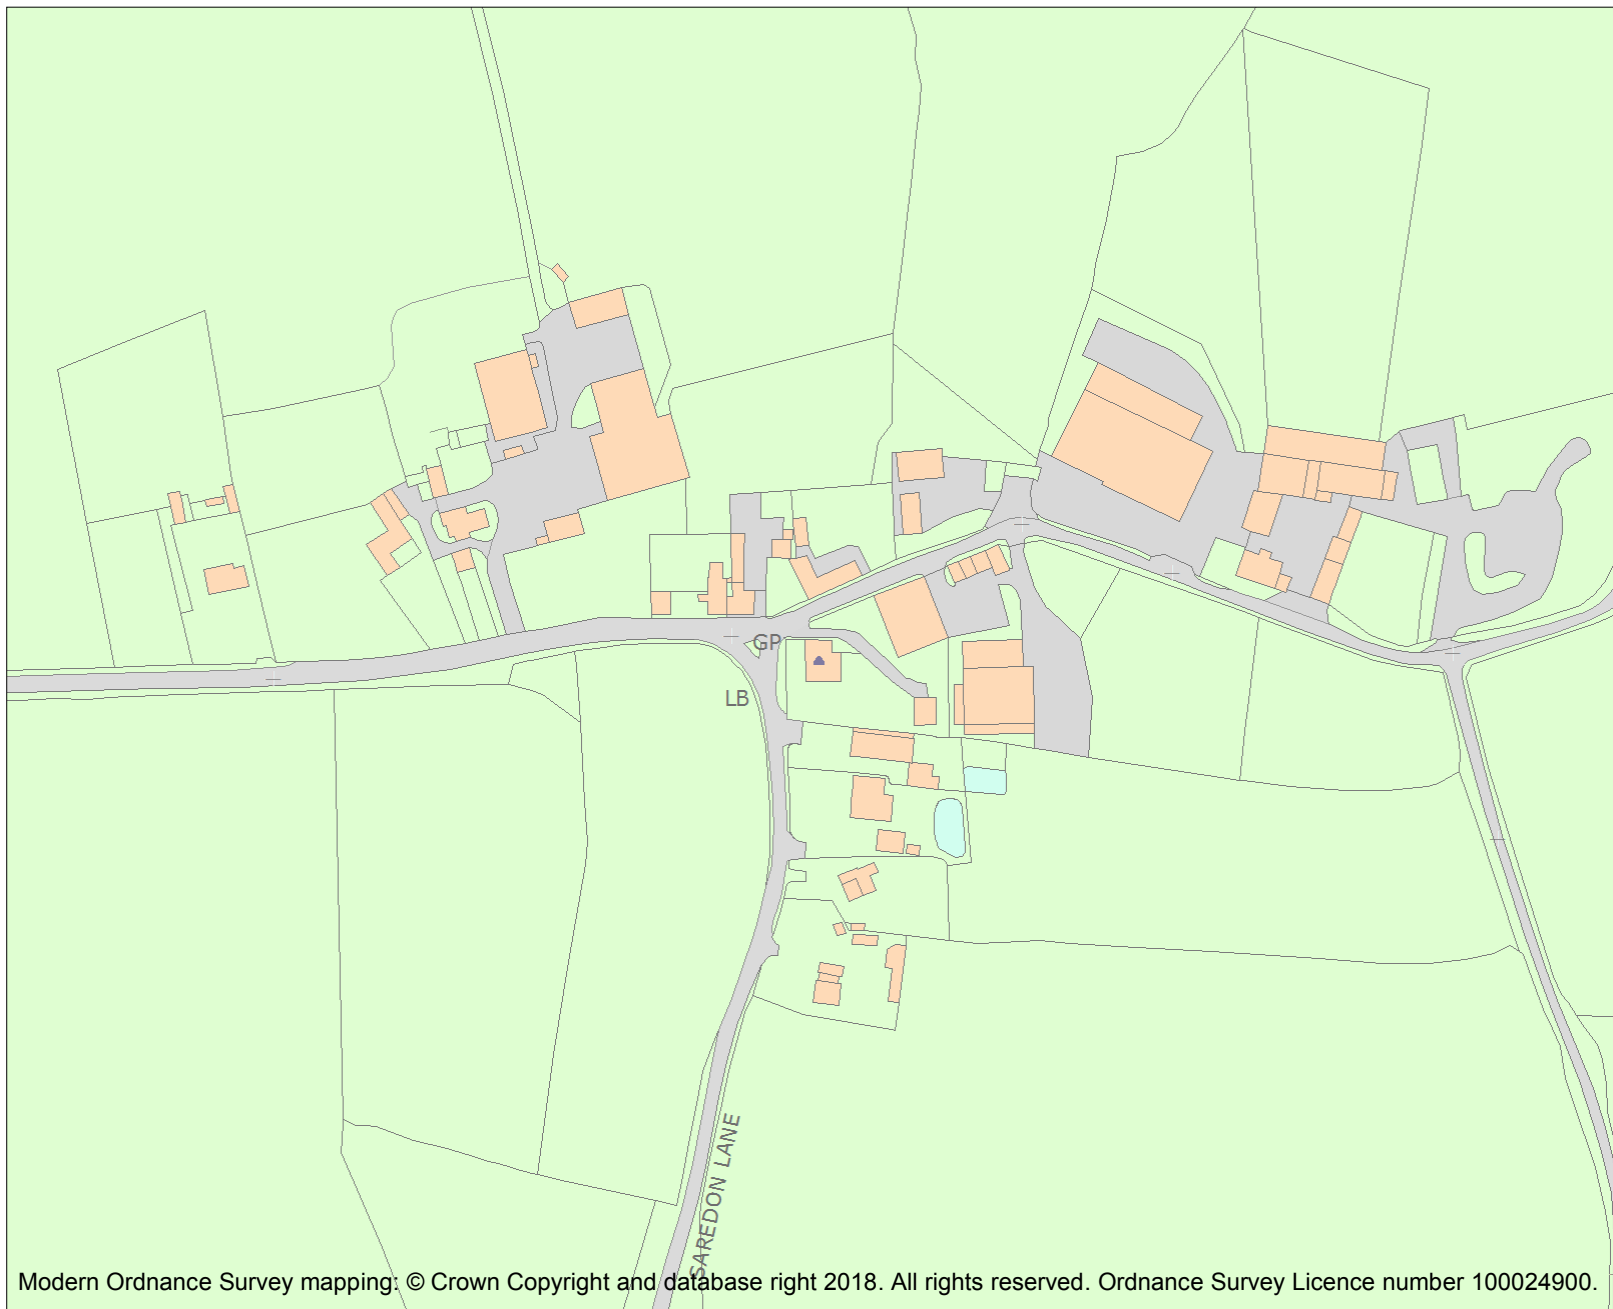 GP
LB
SAREDON LANE
Modern Ordnance Survey mapping: © Crown Copyright and database right 2018. All rights reserved. Ordnance Survey Licence number 100024900.